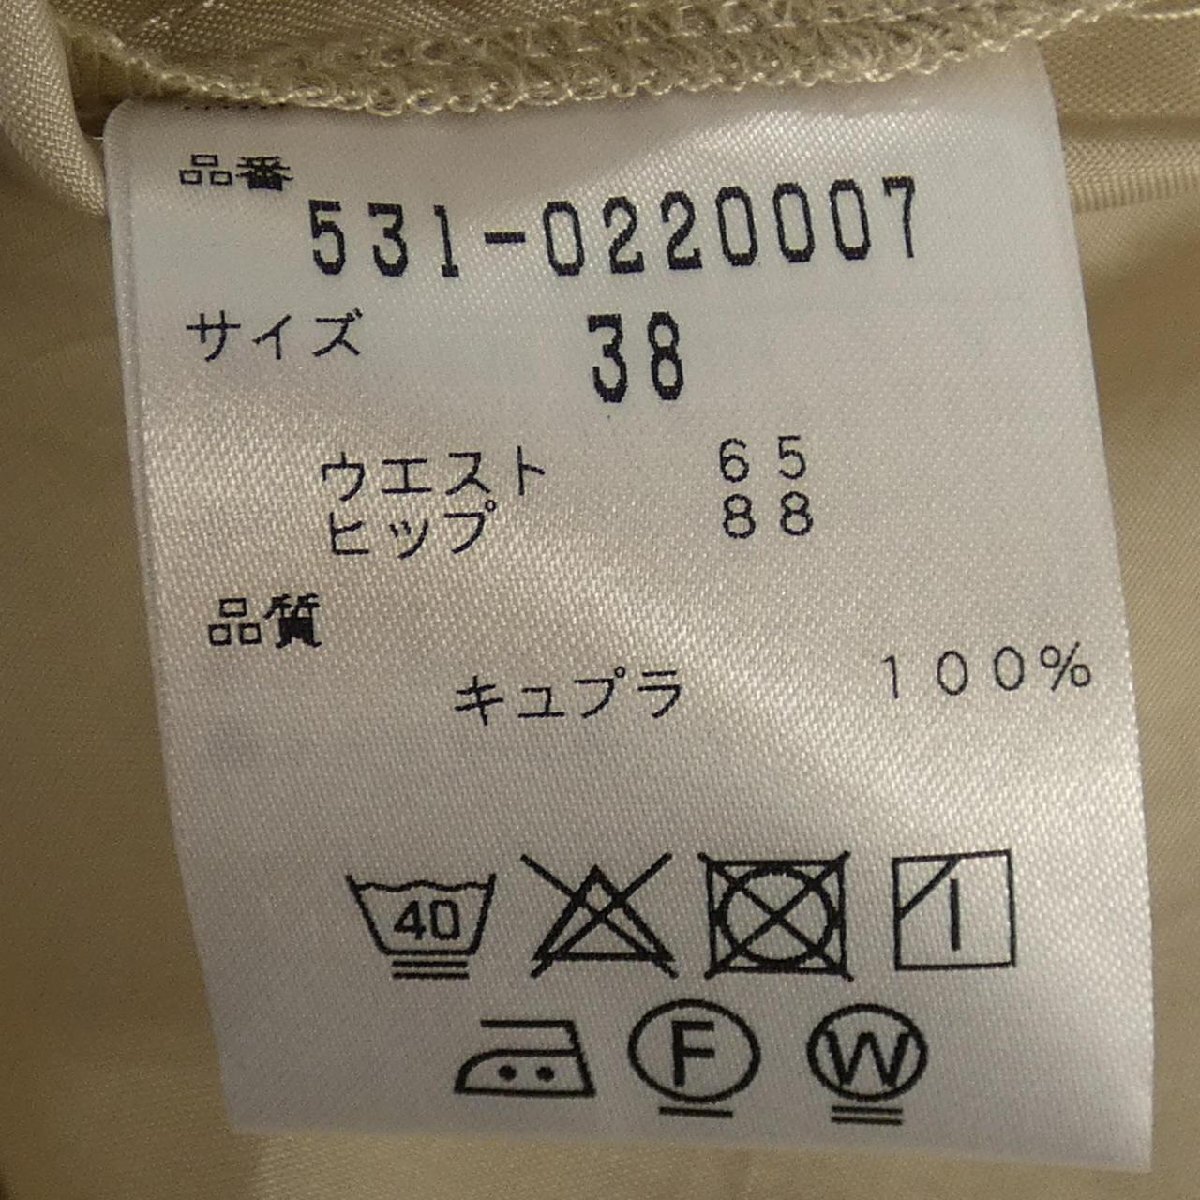 品番
531-0220007
サイズ 38
ウエスト 65
ヒップ 88
品質
キュプラ 100%
40
F W